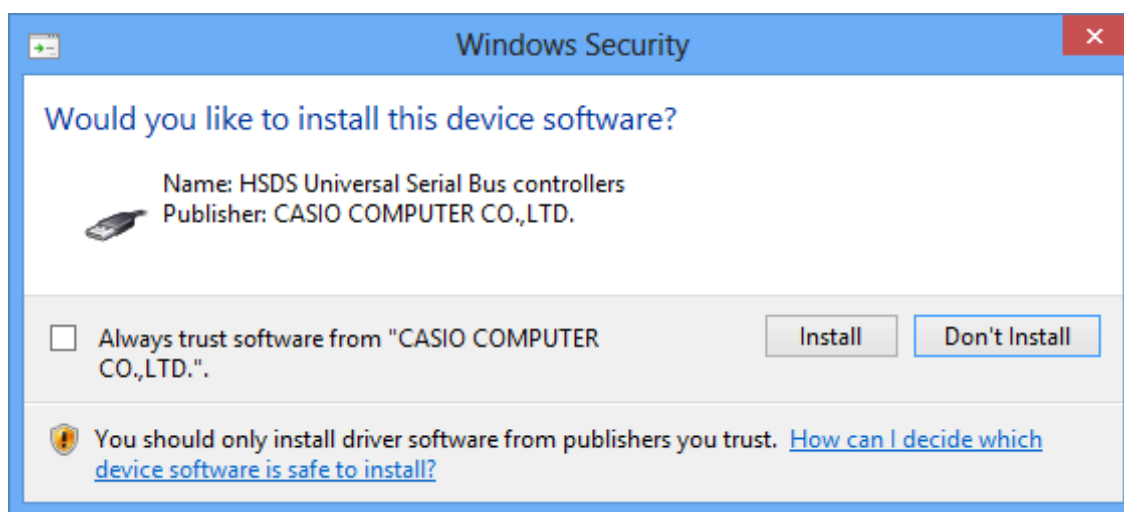 Windows Security
Would you like to install this device software?
Name: HSDS Universal Serial Bus controllers
Publisher: CASIO COMPUTER CO.,LTD.
Always trust software from "CASIO COMPUTER
CO.,LTD.".
Install
Don't Install
You should only install driver software from publishers you trust. How can I decide which
device software is safe to install?